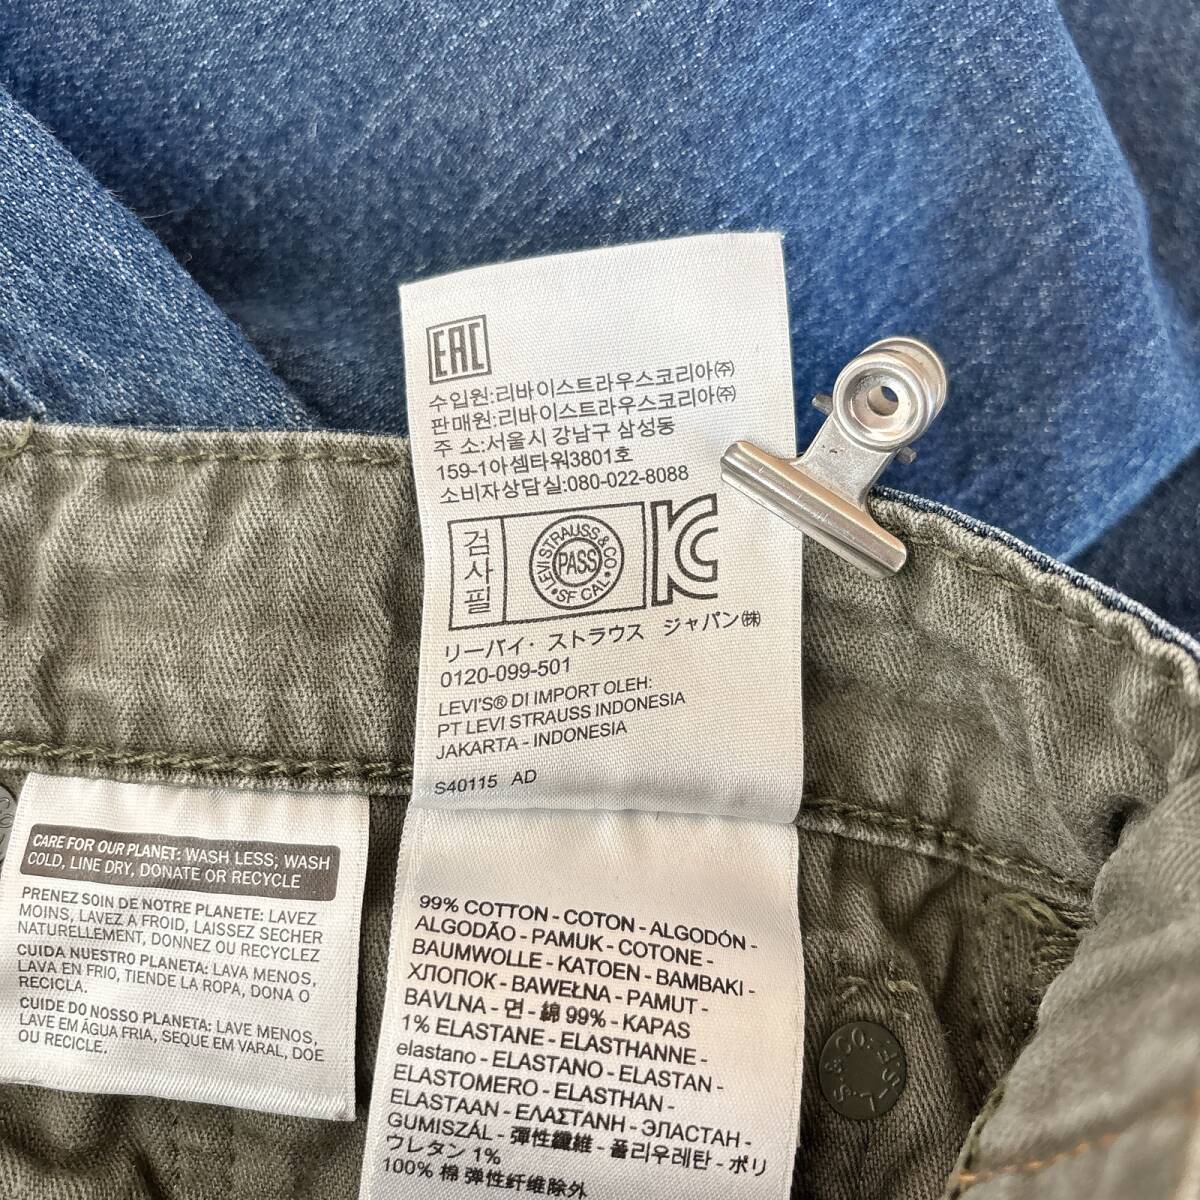 EAC
수입원:리바이스트라우스코리아㈜
판매원:리바이스트라우스코리아㈜
주 소:서울시 강남구 삼성동
159-1아셈타워3801호
소비자상담실:080-022-8088
검사필
LEVI STRAUSS & CO
PASS
SF CAL.
KC
リーバイ・ストラウス ジャパン㈱
0120-099-501
LEVI'S® DI IMPORT OLEH:
PT LEVI STRAUSS INDONESIA
JAKARTA - INDONESIA
S40115 AD
CARE FOR OUR PLANET: WASH LESS; WASH
COLD, LINE DRY, DONATE OR RECYCLE
PRENEZ SOIN DE NOTRE PLANETE: LAVEZ
MOINS, LAVEZ A FROID, LAISSEZ SECHER
NATURELLEMENT, DONNEZ OU RECYCLEZ
CUIDA NUESTRO PLANETA: LAVA MENOS,
LAVA EN FRIO, TIENDE LA ROPA, DONA O
RECICLA.
CUIDE DO NOSSO PLANETA: LAVE MENOS,
LAVE EM ÁGUA FRIA, SEQUE EM VARAL, DOE
OU RECYCLE.
99% COTTON - COTON - ALGODÓN -
ALGODÃO - PAMUK - COTONE -
BAUMWOLLE - KATOEN - BAMBAKI -
ХЛОПОК - BAWEŁNA - PAMUT -
BAVLNA - 면 - 綿 99% - KAPAS
1% ELASTANE - ELASTHANNE -
elastano - ELASTANO - ELASTAN -
ELASTOMERO - ELASTHAN -
ELASTAAN - ΕΛΑΣΤΑΝΗ - ЭЛАСТАН -
GUMISZÁL - 彈性纖維 - 폴리우레탄 - ポリ
ウレタン 1%
100% 棉 弹性纤维除外
L.S.& CO. S.F.